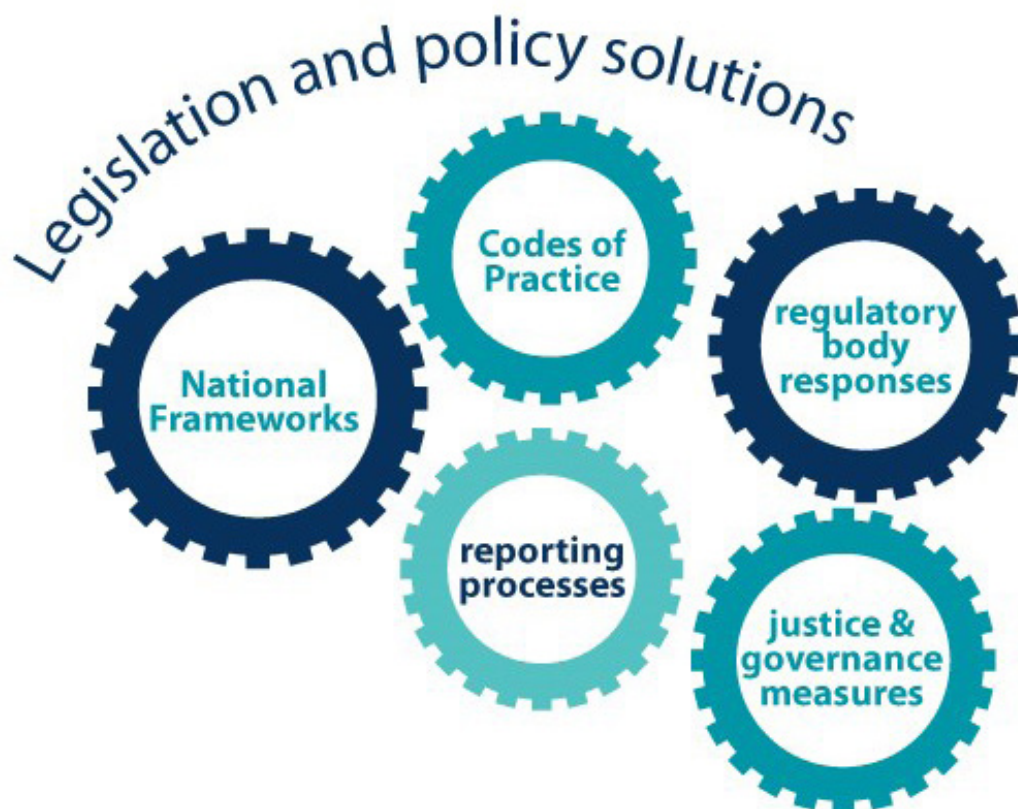 Legislation and policy solutions
National
Frameworks
Codes of
Practice
regulatory
body
responses
reporting
processes
justice &
governance
measures